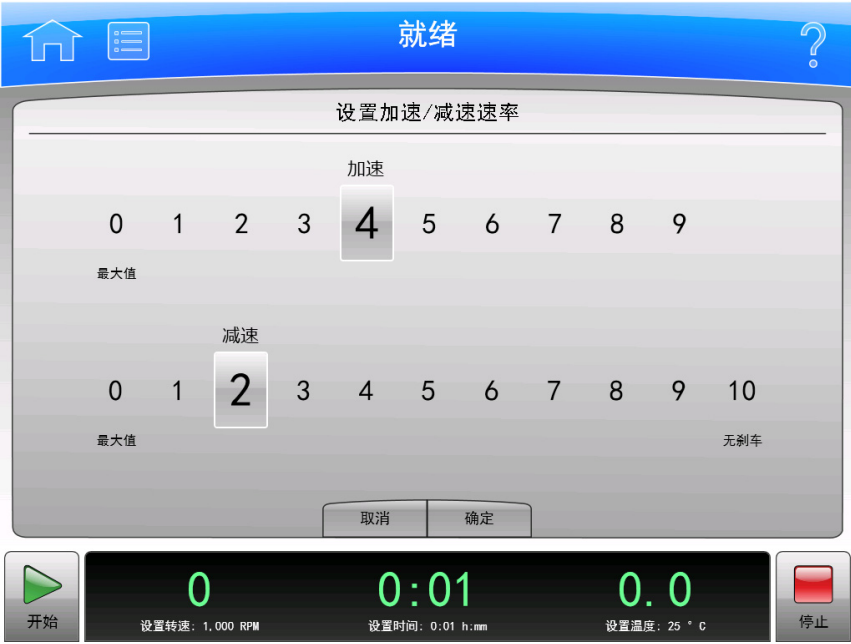 就绪
?
设置加速/减速速率
加速
0 1 2 3 4 5 6 7 8 9
最大值
减速
0 1 2 3 4 5 6 7 8 9 10
最大值 无刹车
取消 确定
0 0:01 0.0
开始 设置转速: 1,000 RPM 设置时间: 0:01 h:mm 设置温度: 25 °C 停止